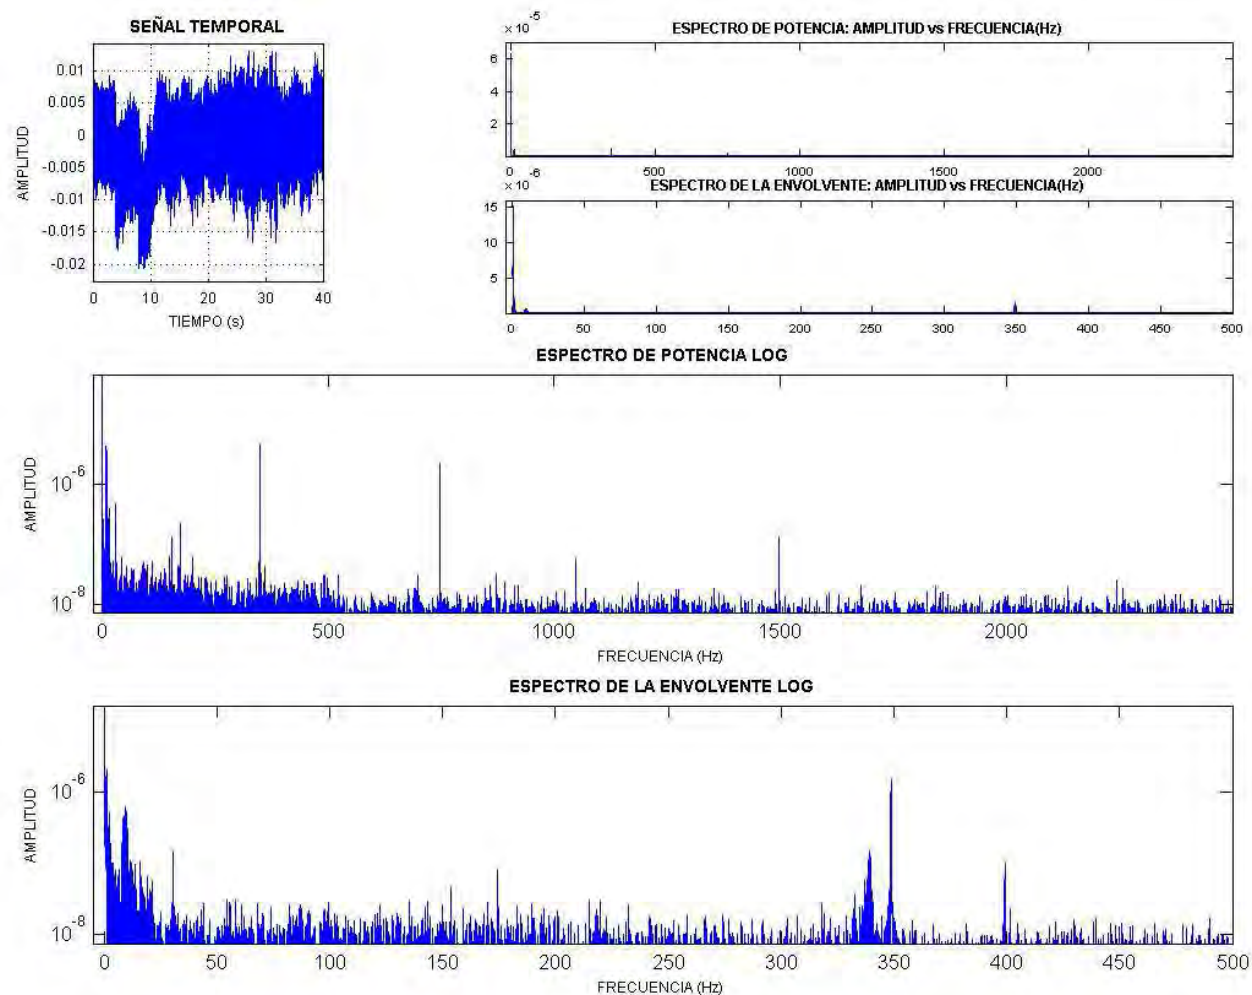 SEÑAL TEMPORAL
AMPLITUD
0.01
0.005
0
-0.005
-0.01
-0.015
-0.02
0 10 20 30 40
TIEMPO (s)
× 10 -5
ESPECTRO DE POTENCIA: AMPLITUD vs FRECUENCIA(Hz)
6
4
2
0 500 1000 1500 2000
× 10 -6
ESPECTRO DE LA ENVOLVENTE: AMPLITUD vs FRECUENCIA(Hz)
15
10
5
0 50 100 150 200 250 300 350 400 450 500
ESPECTRO DE POTENCIA LOG
AMPLITUD
10-6
10-8
0 500 1000 1500 2000
FRECUENCIA (Hz)
ESPECTRO DE LA ENVOLVENTE LOG
AMPLITUD
10-6
10-8
0 50 100 150 200 250 300 350 400 450 500
FRECUENCIA (Hz)